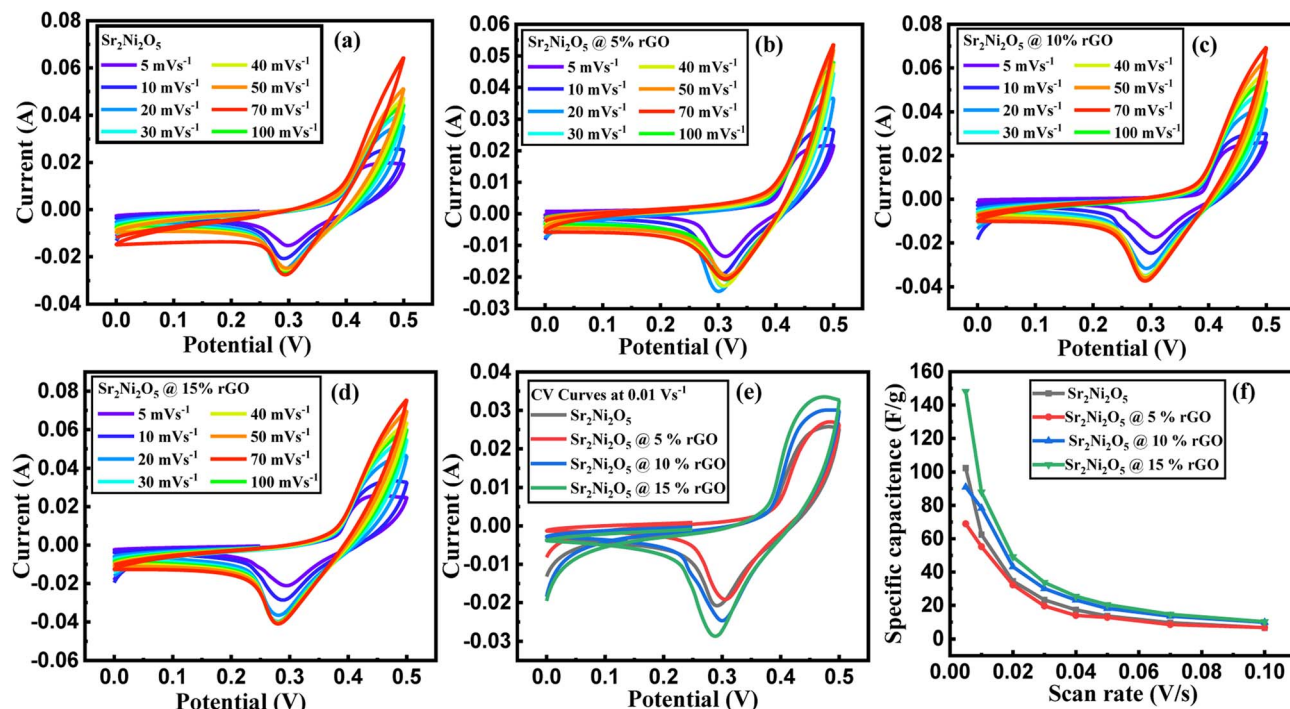 Sr₂Ni₂O₅
(a)
5 mVs⁻¹ 40 mVs⁻¹
10 mVs⁻¹ 50 mVs⁻¹
20 mVs⁻¹ 70 mVs⁻¹
30 mVs⁻¹ 100 mVs⁻¹
0.08
0.06
0.04
0.02
0.00
-0.02
-0.04
Current (A)
0.0 0.1 0.2 0.3 0.4 0.5
Potential (V)
Sr₂Ni₂O₅ @ 5% rGO
(b)
5 mVs⁻¹ 40 mVs⁻¹
10 mVs⁻¹ 50 mVs⁻¹
20 mVs⁻¹ 70 mVs⁻¹
30 mVs⁻¹ 100 mVs⁻¹
0.06
0.05
0.04
0.03
0.02
0.01
0.00
-0.01
-0.02
-0.03
Current (A)
0.0 0.1 0.2 0.3 0.4 0.5
Potential (V)
Sr₂Ni₂O₅ @ 10% rGO
(c)
5 mVs⁻¹ 40 mVs⁻¹
10 mVs⁻¹ 50 mVs⁻¹
20 mVs⁻¹ 70 mVs⁻¹
30 mVs⁻¹ 100 mVs⁻¹
0.08
0.06
0.04
0.02
0.00
-0.02
-0.04
Current (A)
0.0 0.1 0.2 0.3 0.4 0.5
Potential (V)
Sr₂Ni₂O₅ @ 15% rGO
(d)
5 mVs⁻¹ 40 mVs⁻¹
10 mVs⁻¹ 50 mVs⁻¹
20 mVs⁻¹ 70 mVs⁻¹
30 mVs⁻¹ 100 mVs⁻¹
0.08
0.06
0.04
0.02
0.00
-0.02
-0.04
-0.06
Current (A)
0.0 0.1 0.2 0.3 0.4 0.5
Potential (V)
CV Curves at 0.01 Vs⁻¹
(e)
Sr₂Ni₂O₅
Sr₂Ni₂O₅ @ 5 % rGO
Sr₂Ni₂O₅ @ 10 % rGO
Sr₂Ni₂O₅ @ 15 % rGO
0.04
0.03
0.02
0.01
0.00
-0.01
-0.02
-0.03
Current (A)
0.0 0.1 0.2 0.3 0.4 0.5
Potential (V)
(f)
Sr₂Ni₂O₅
Sr₂Ni₂O₅ @ 5 % rGO
Sr₂Ni₂O₅ @ 10 % rGO
Sr₂Ni₂O₅ @ 15 % rGO
160
140
120
100
80
60
40
20
0
Specific capacitence (F/g)
0.00 0.02 0.04 0.06 0.08 0.10
Scan rate (V/s)